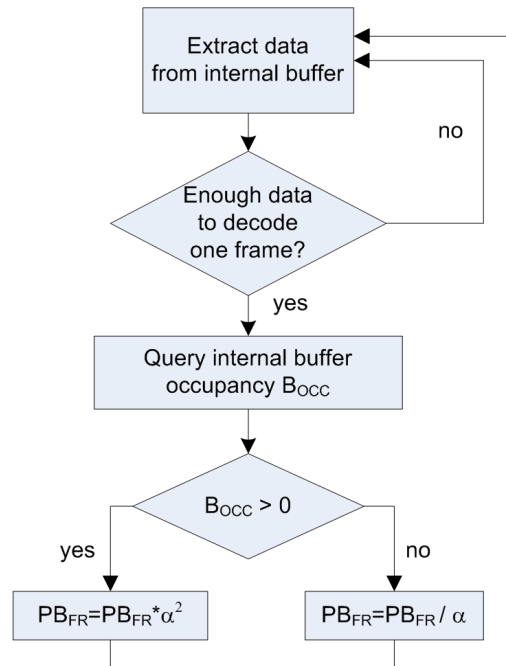 Extract data
from internal buffer
no
Enough data
to decode
one frame?
yes
Query internal buffer
occupancy B_OCC
B_OCC > 0
yes
no
PB_FR=PB_FR*α²
PB_FR=PB_FR / α